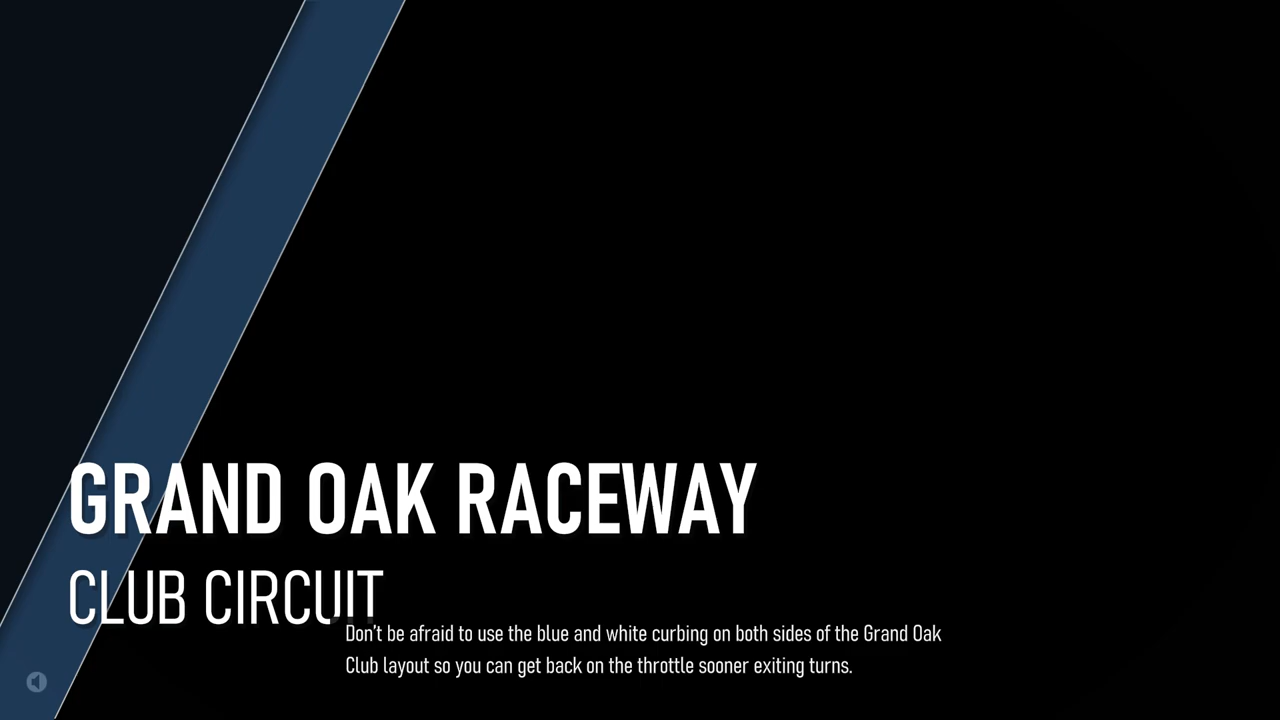 GRAND OAK RACEWAY
CLUB CIRCUIT
Don't be afraid to use the blue and white curbing on both sides of the Grand Oak
Club layout so you can get back on the throttle sooner exiting turns.